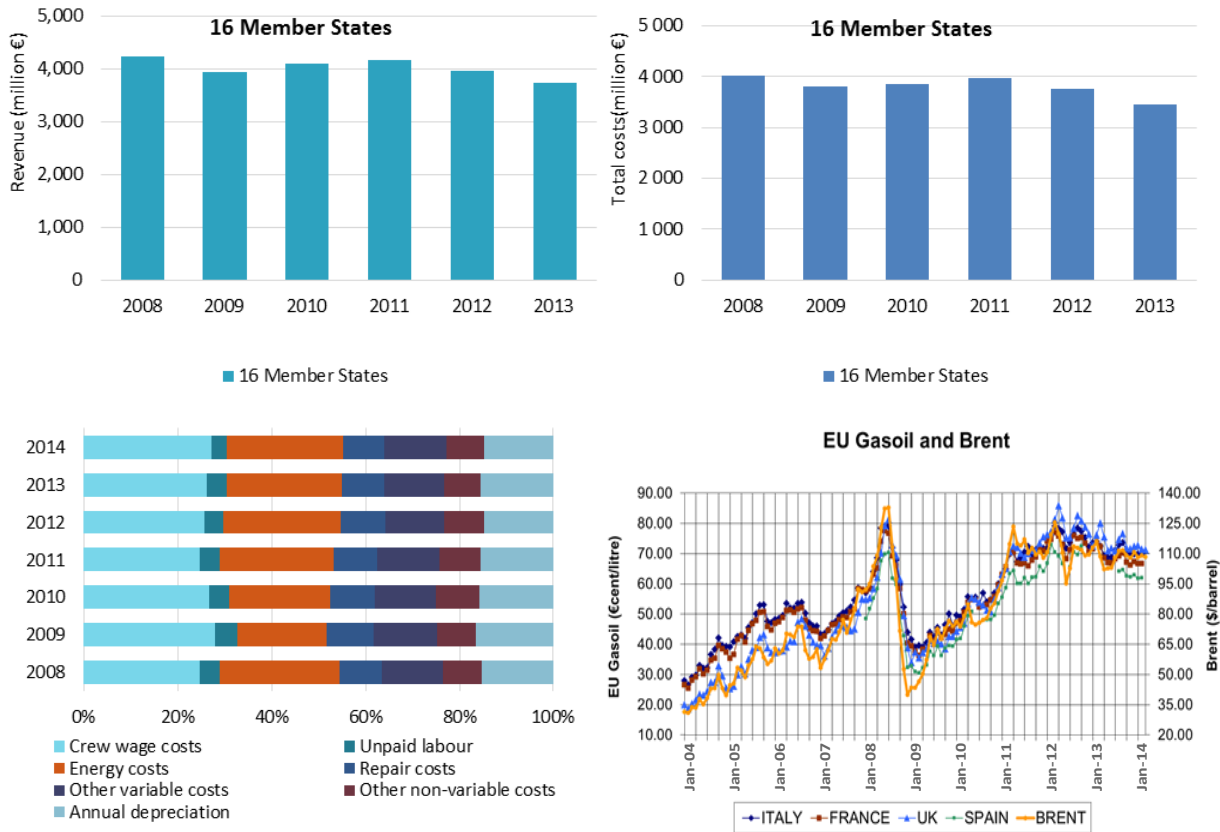 16 Member States
Revenue (million €)
5,000
4,000
3,000
2,000
1,000
0
2008 2009 2010 2011 2012 2013
16 Member States
16 Member States
Total costs(million €)
5 000
4 000
3 000
2 000
1 000
0
2008 2009 2010 2011 2012 2013
16 Member States
2014
2013
2012
2011
2010
2009
2008
0% 20% 40% 60% 80% 100%
Crew wage costs Unpaid labour
Energy costs Repair costs
Other variable costs Other non-variable costs
Annual depreciation
EU Gasoil and Brent
EU Gasoil (€cent/litre)
90.00
80.00
70.00
60.00
50.00
40.00
30.00
20.00
10.00
140.00
125.00
110.00
95.00
80.00
65.00
50.00
35.00
20.00
Brent ($/barrel)
Jan-04 Jan-05 Jan-06 Jan-07 Jan-08 Jan-09 Jan-10 Jan-11 Jan-12 Jan-13 Jan-14
ITALY FRANCE UK SPAIN BRENT